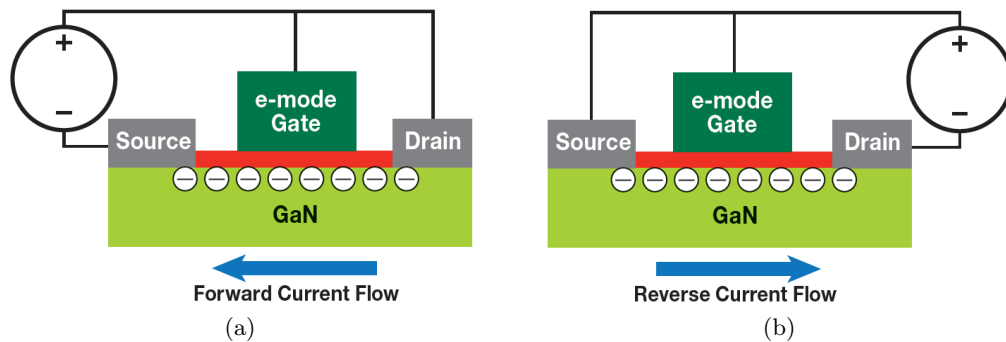 +
−
e-mode
Gate
Source
Drain
GaN
Forward Current Flow
(a)
+
−
e-mode
Gate
Source
Drain
GaN
Reverse Current Flow
(b)